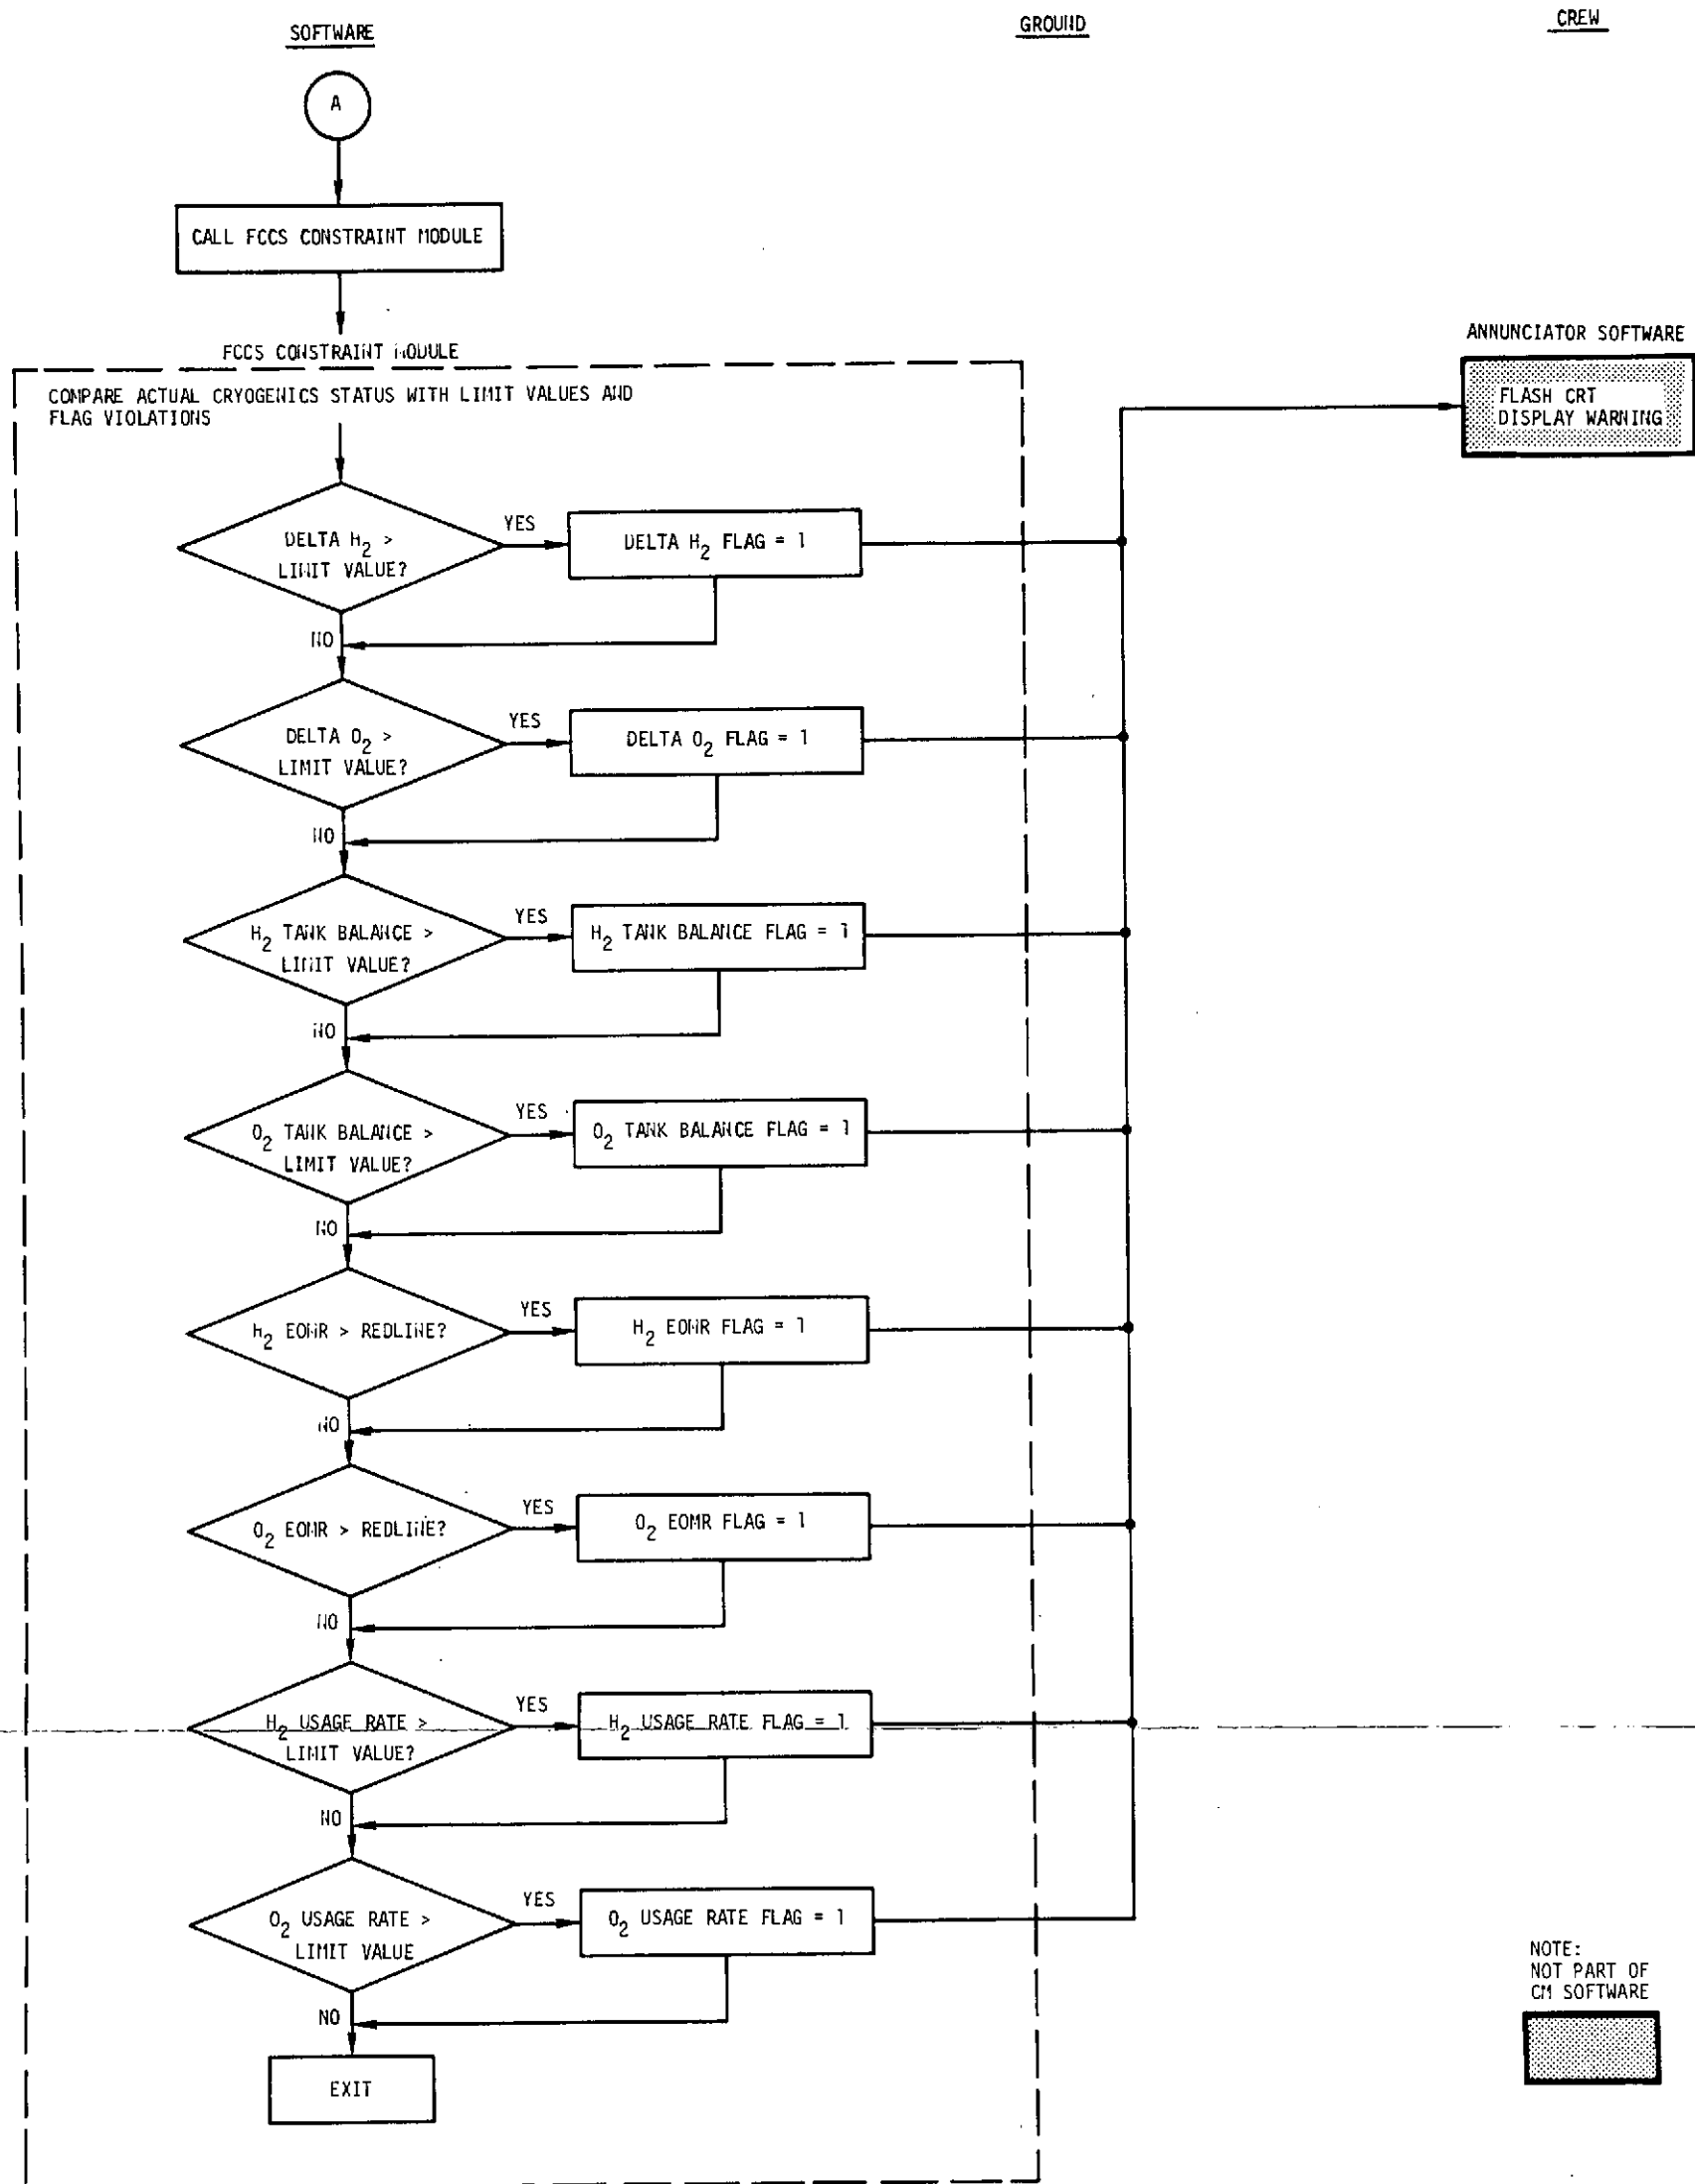 SOFTWARE
GROUND
CREW
A
CALL FCCS CONSTRAINT MODULE
FCCS CONSTRAINT MODULE
COMPARE ACTUAL CRYOGENICS STATUS WITH LIMIT VALUES AND
FLAG VIOLATIONS
ANNUNCIATOR SOFTWARE
FLASH CRT
DISPLAY WARNING
DELTA H2 >
LIMIT VALUE?
YES
DELTA H2 FLAG = 1
NO
DELTA O2 >
LIMIT VALUE?
YES
DELTA O2 FLAG = 1
NO
H2 TANK BALANCE >
LIMIT VALUE?
YES
H2 TANK BALANCE FLAG = 1
NO
O2 TANK BALANCE >
LIMIT VALUE?
YES
O2 TANK BALANCE FLAG = 1
NO
H2 EOMR > REDLINE?
YES
H2 EOMR FLAG = 1
NO
O2 EOMR > REDLINE?
YES
O2 EOMR FLAG = 1
NO
H2 USAGE RATE >
LIMIT VALUE?
YES
H2 USAGE RATE FLAG = 1
NO
O2 USAGE RATE >
LIMIT VALUE
YES
O2 USAGE RATE FLAG = 1
NO
EXIT
NOTE:
NOT PART OF
CM SOFTWARE